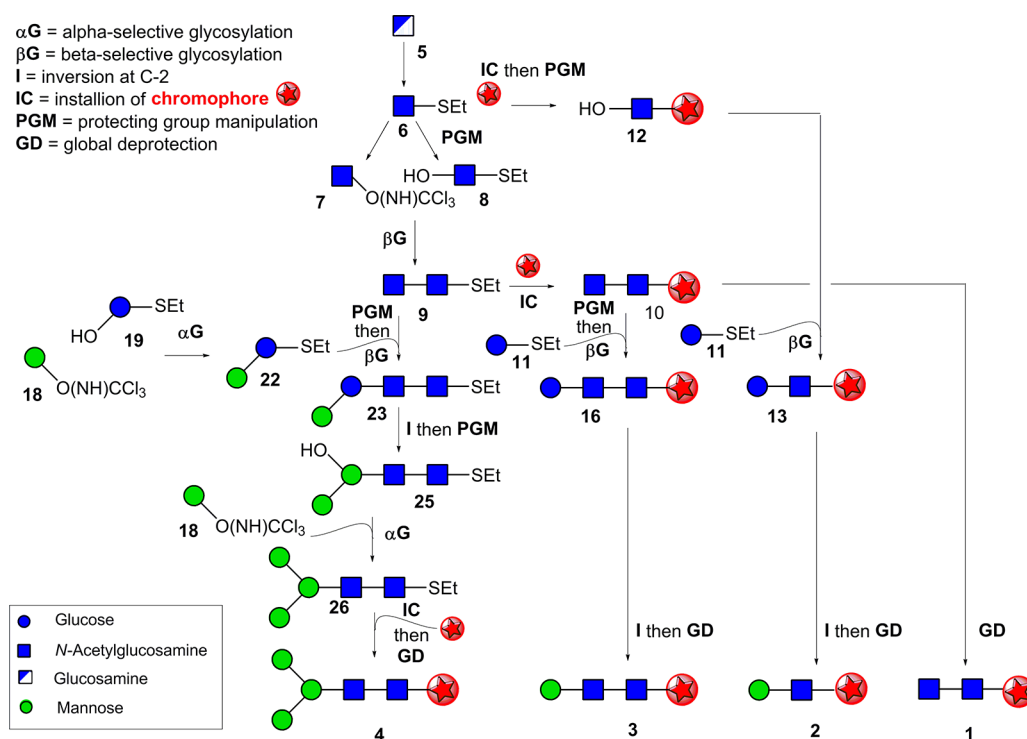 αG = alpha-selective glycosylation
βG = beta-selective glycosylation
I = inversion at C-2
IC = installion of chromophore
PGM = protecting group manipulation
GD = global deprotection
5
IC then PGM
SEt
6
HO
12
PGM
7
O(NH)CCl3
HO
SEt
8
βG
SEt
9
IC
10
PGM
then
βG
PGM
then
βG
SEt
19
HO
αG
18
O(NH)CCl3
SEt
22
SEt
11
SEt
11
βG
SEt
23
16
13
I then PGM
HO
SEt
25
18
O(NH)CCl3
αG
SEt
26
IC
then
GD
I then GD
I then GD
GD
Glucose
N-Acetylglucosamine
Glucosamine
Mannose
4
3
2
1